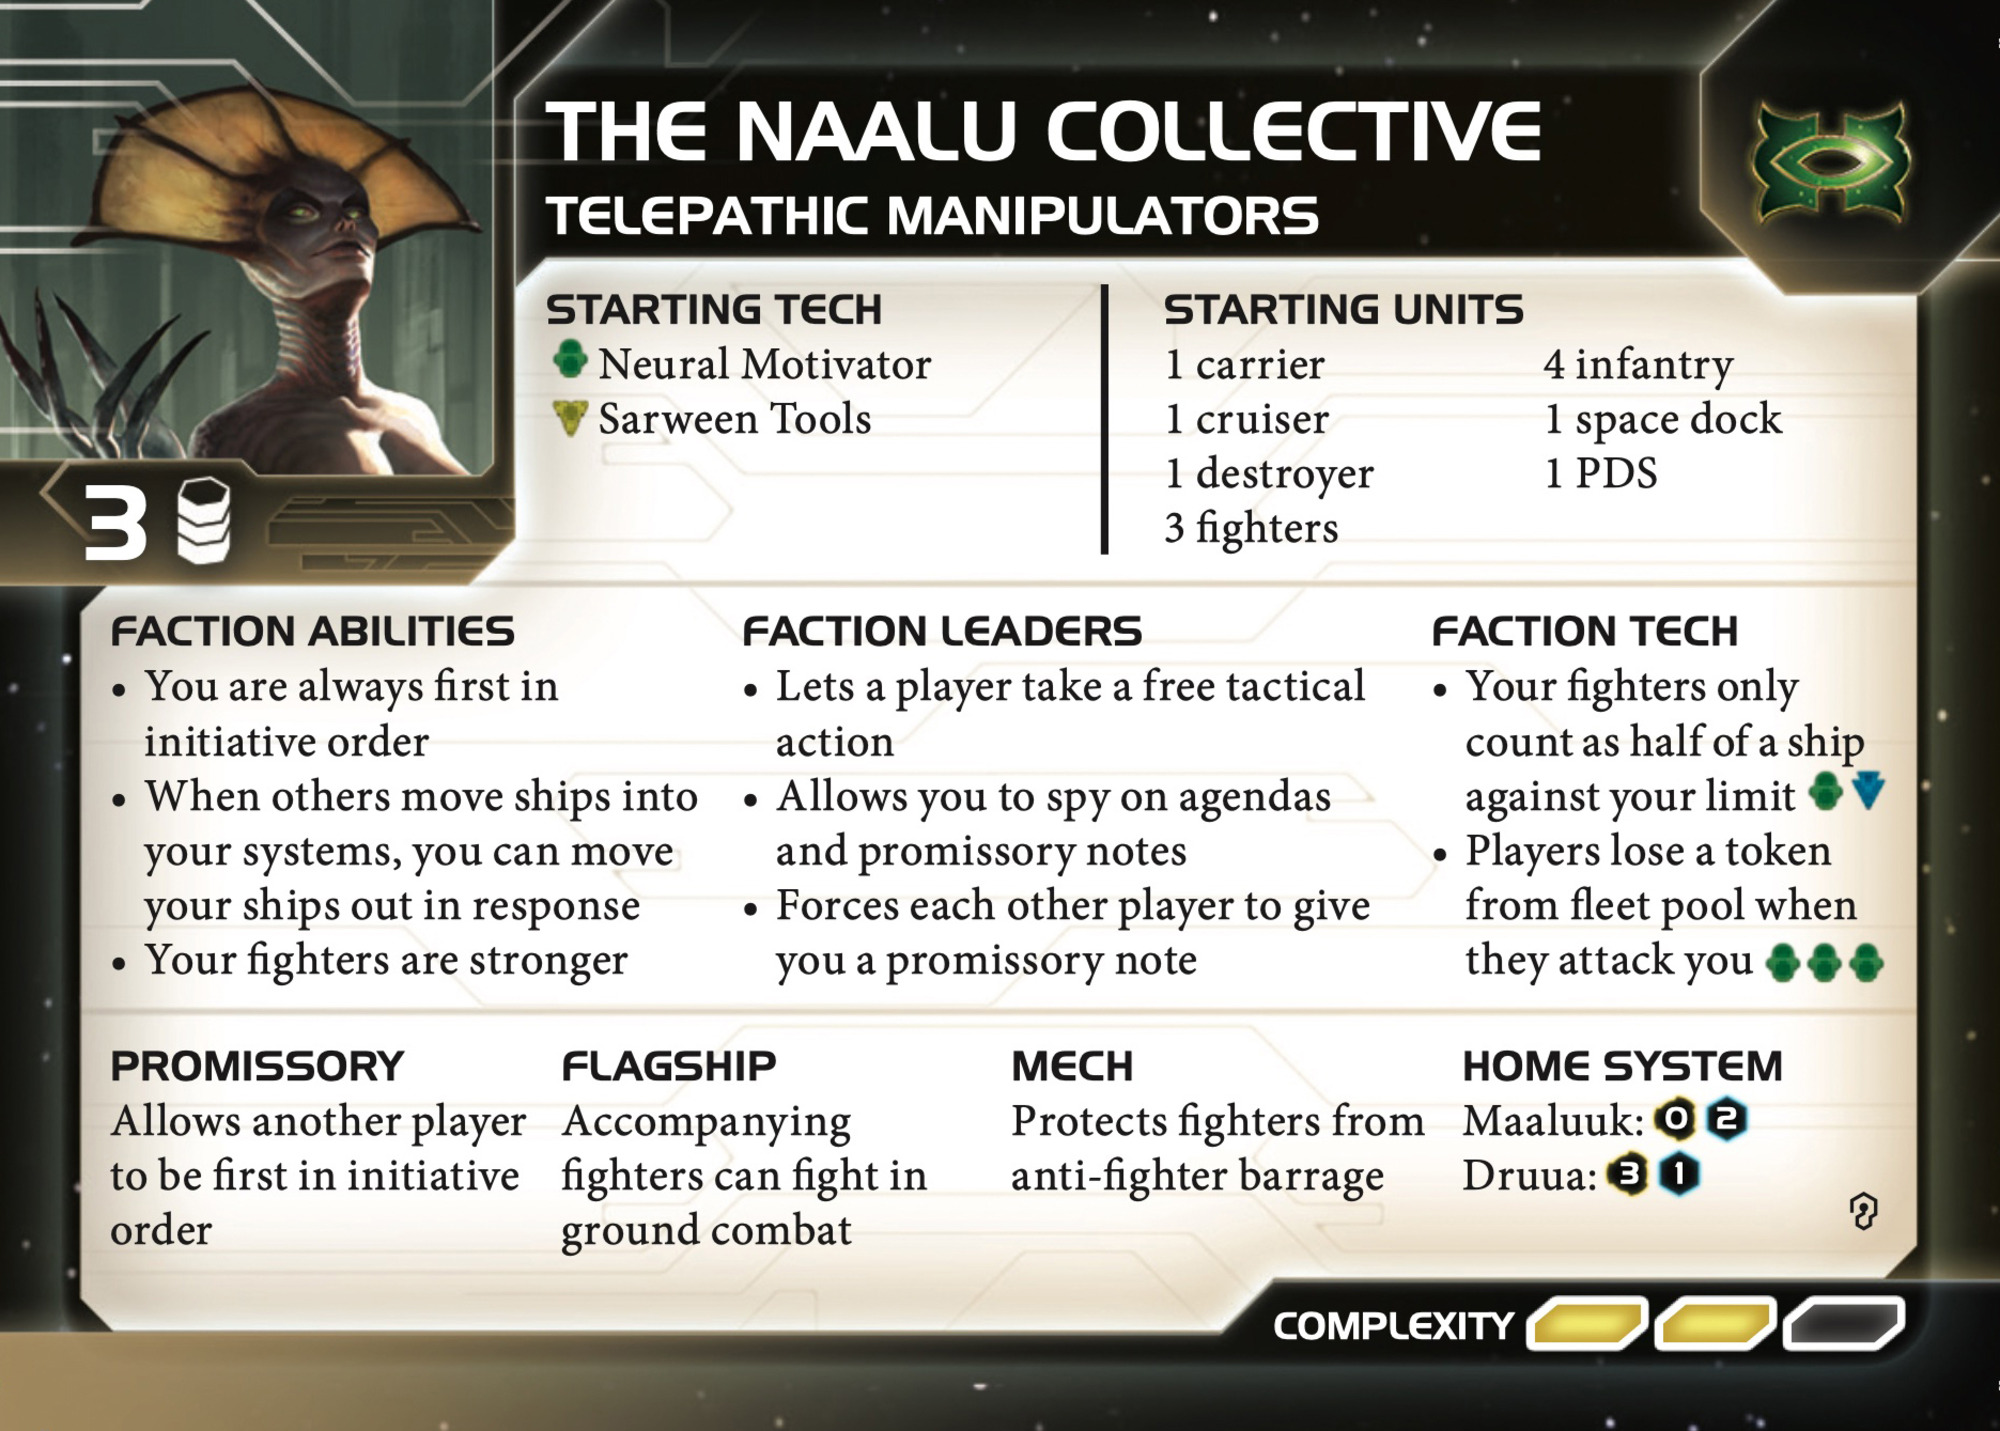 THE NAALU COLLECTIVE
TELEPATHIC MANIPULATORS
3
STARTING TECH
Neural Motivator
Sarween Tools
STARTING UNITS
1 carrier
1 cruiser
1 destroyer
3 fighters
4 infantry
1 space dock
1 PDS
FACTION ABILITIES
• You are always first in
initiative order
• When others move ships into
your systems, you can move
your ships out in response
• Your fighters are stronger
FACTION LEADERS
• Lets a player take a free tactical
action
• Allows you to spy on agendas
and promissory notes
• Forces each other player to give
you a promissory note
FACTION TECH
• Your fighters only
count as half of a ship
against your limit
• Players lose a token
from fleet pool when
they attack you
PROMISSORY
Allows another player
to be first in initiative
order
FLAGSHIP
Accompanying
fighters can fight in
ground combat
MECH
Protects fighters from
anti-fighter barrage
HOME SYSTEM
Maaluuk: 0 2
Druua: 3 1
COMPLEXITY